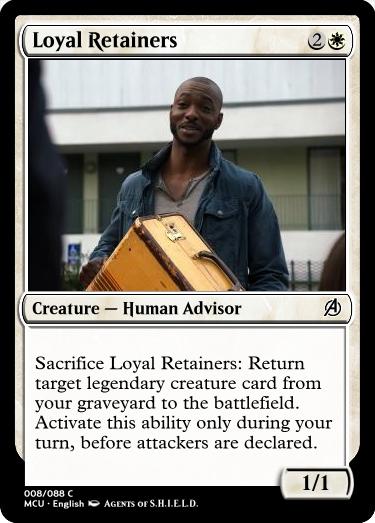 Loyal Retainers 2
Creature — Human Advisor
Sacrifice Loyal Retainers: Return
target legendary creature card from
your graveyard to the battlefield.
Activate this ability only during your
turn, before attackers are declared.
1/1
008/088 C
MCU • English AGENTS OF S.H.I.E.L.D.